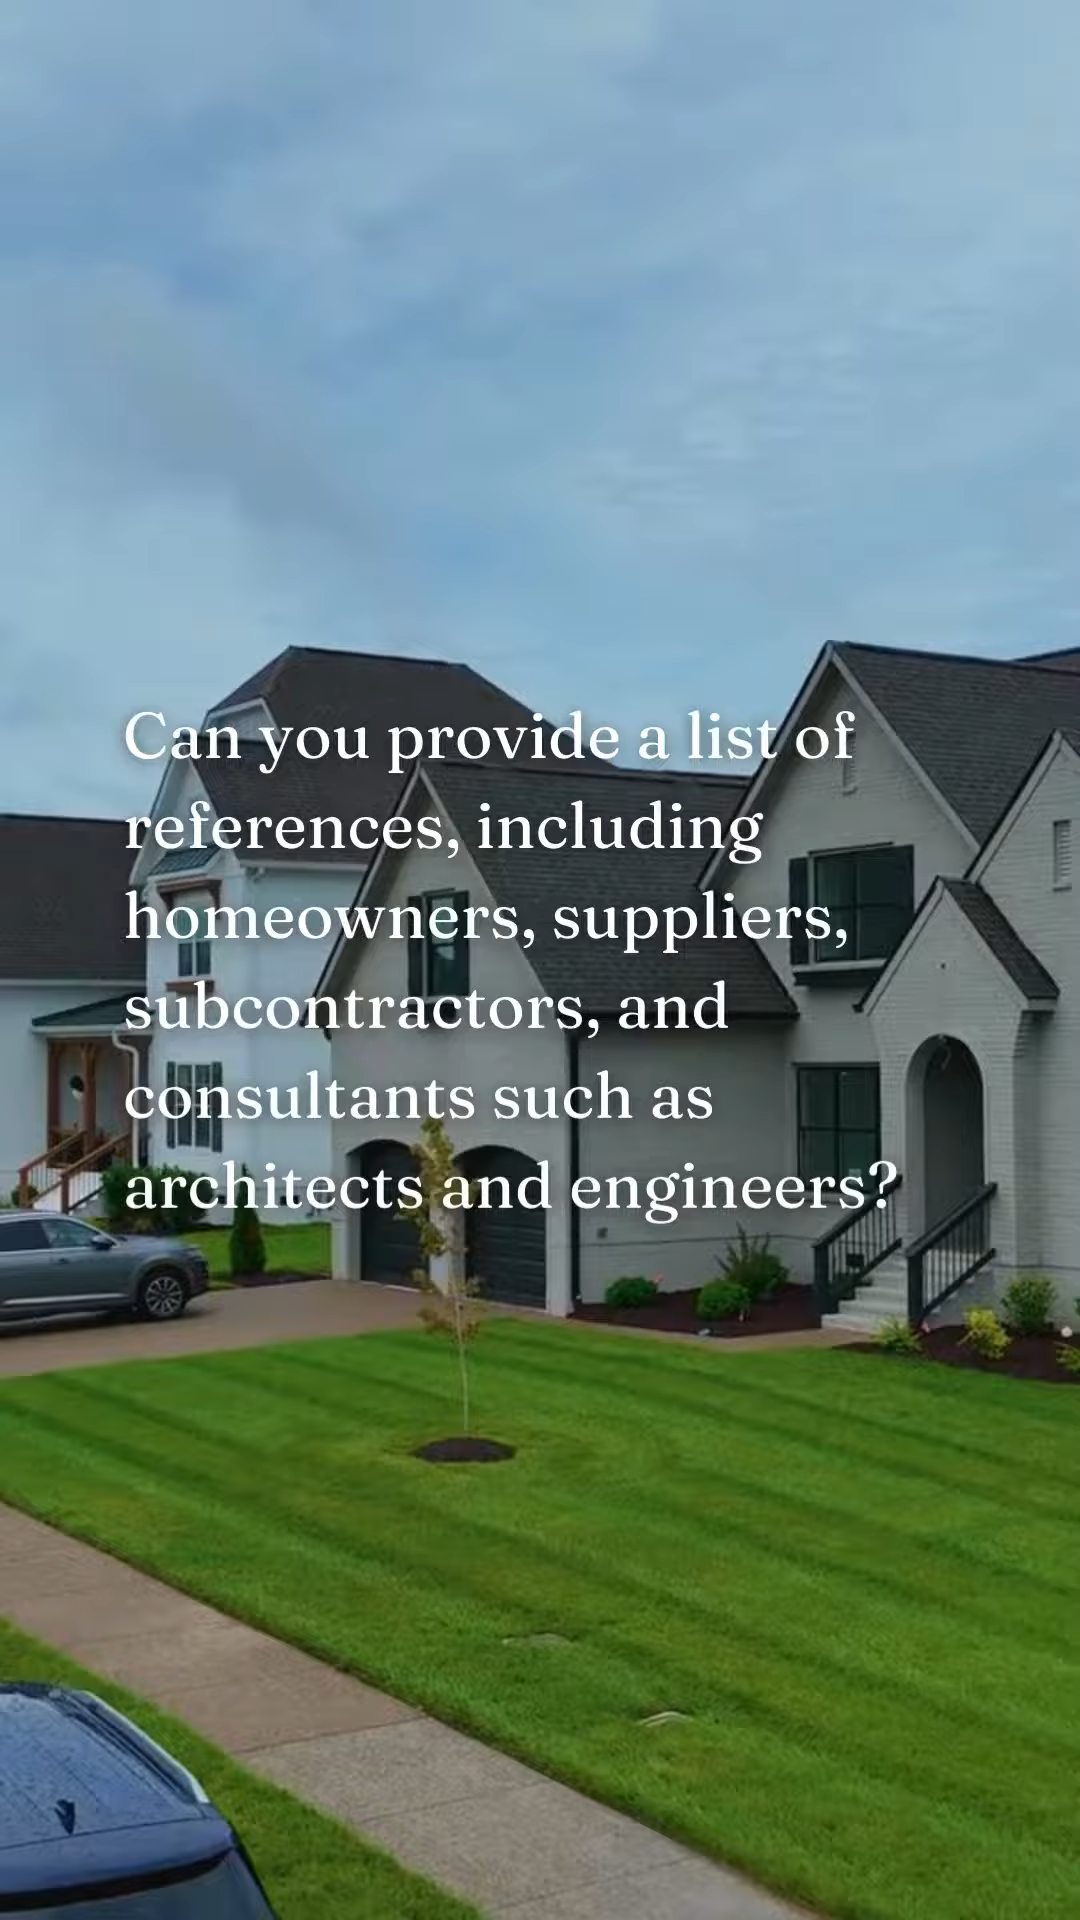 Can you provide a list of
references, including
homeowners, suppliers,
subcontractors, and
consultants such as
architects and engineers?